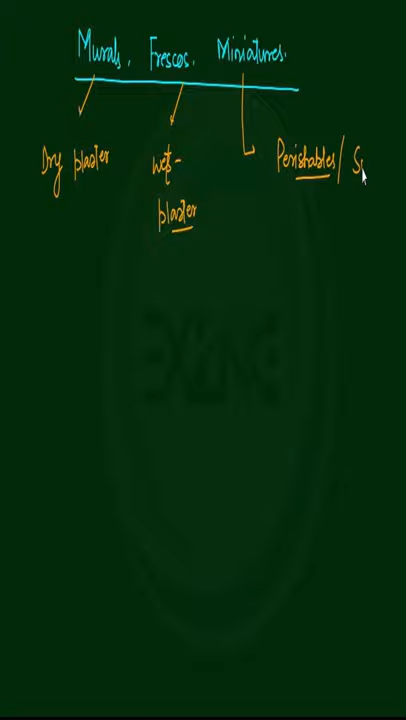 Murals, Frescos, Miniatures.
Dry plaster
wet-
plaster
Perishables / S